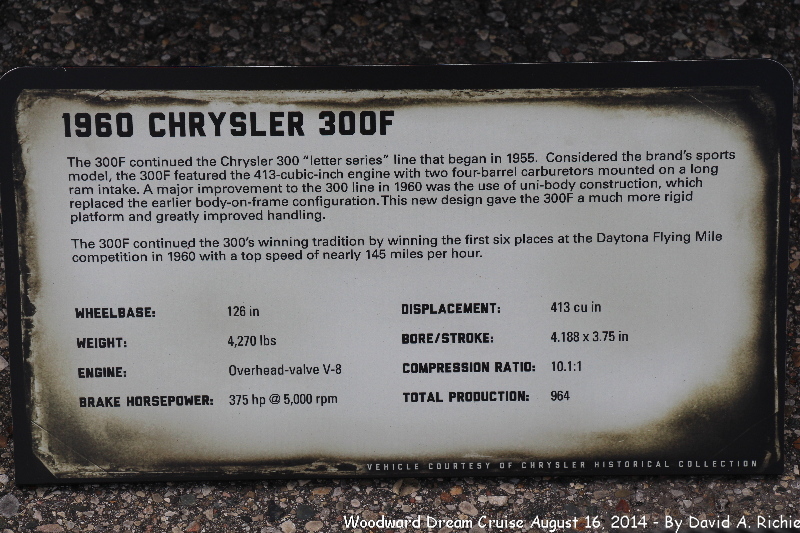 1960 CHRYSLER 300F
The 300F continued the Chrysler 300 "letter series" line that began in 1955. Considered the brand's sports
model, the 300F featured the 413-cubic-inch engine with two four-barrel carburetors mounted on a long
ram intake. A major improvement to the 300 line in 1960 was the use of uni-body construction, which
replaced the earlier body-on-frame configuration. This new design gave the 300F a much more rigid
platform and greatly improved handling.
The 300F continued the 300's winning tradition by winning the first six places at the Daytona Flying Mile
competition in 1960 with a top speed of nearly 145 miles per hour.
WHEELBASE: 126 in
WEIGHT: 4,270 lbs
ENGINE: Overhead-valve V-8
BRAKE HORSEPOWER: 375 hp @ 5,000 rpm
DISPLACEMENT: 413 cu in
BORE/STROKE: 4.188 x 3.75 in
COMPRESSION RATIO: 10.1:1
TOTAL PRODUCTION: 964
VEHICLE COURTESY OF CHRYSLER HISTORICAL COLLECTION
Woodward Dream Cruise August 16, 2014 - By David A. Richie